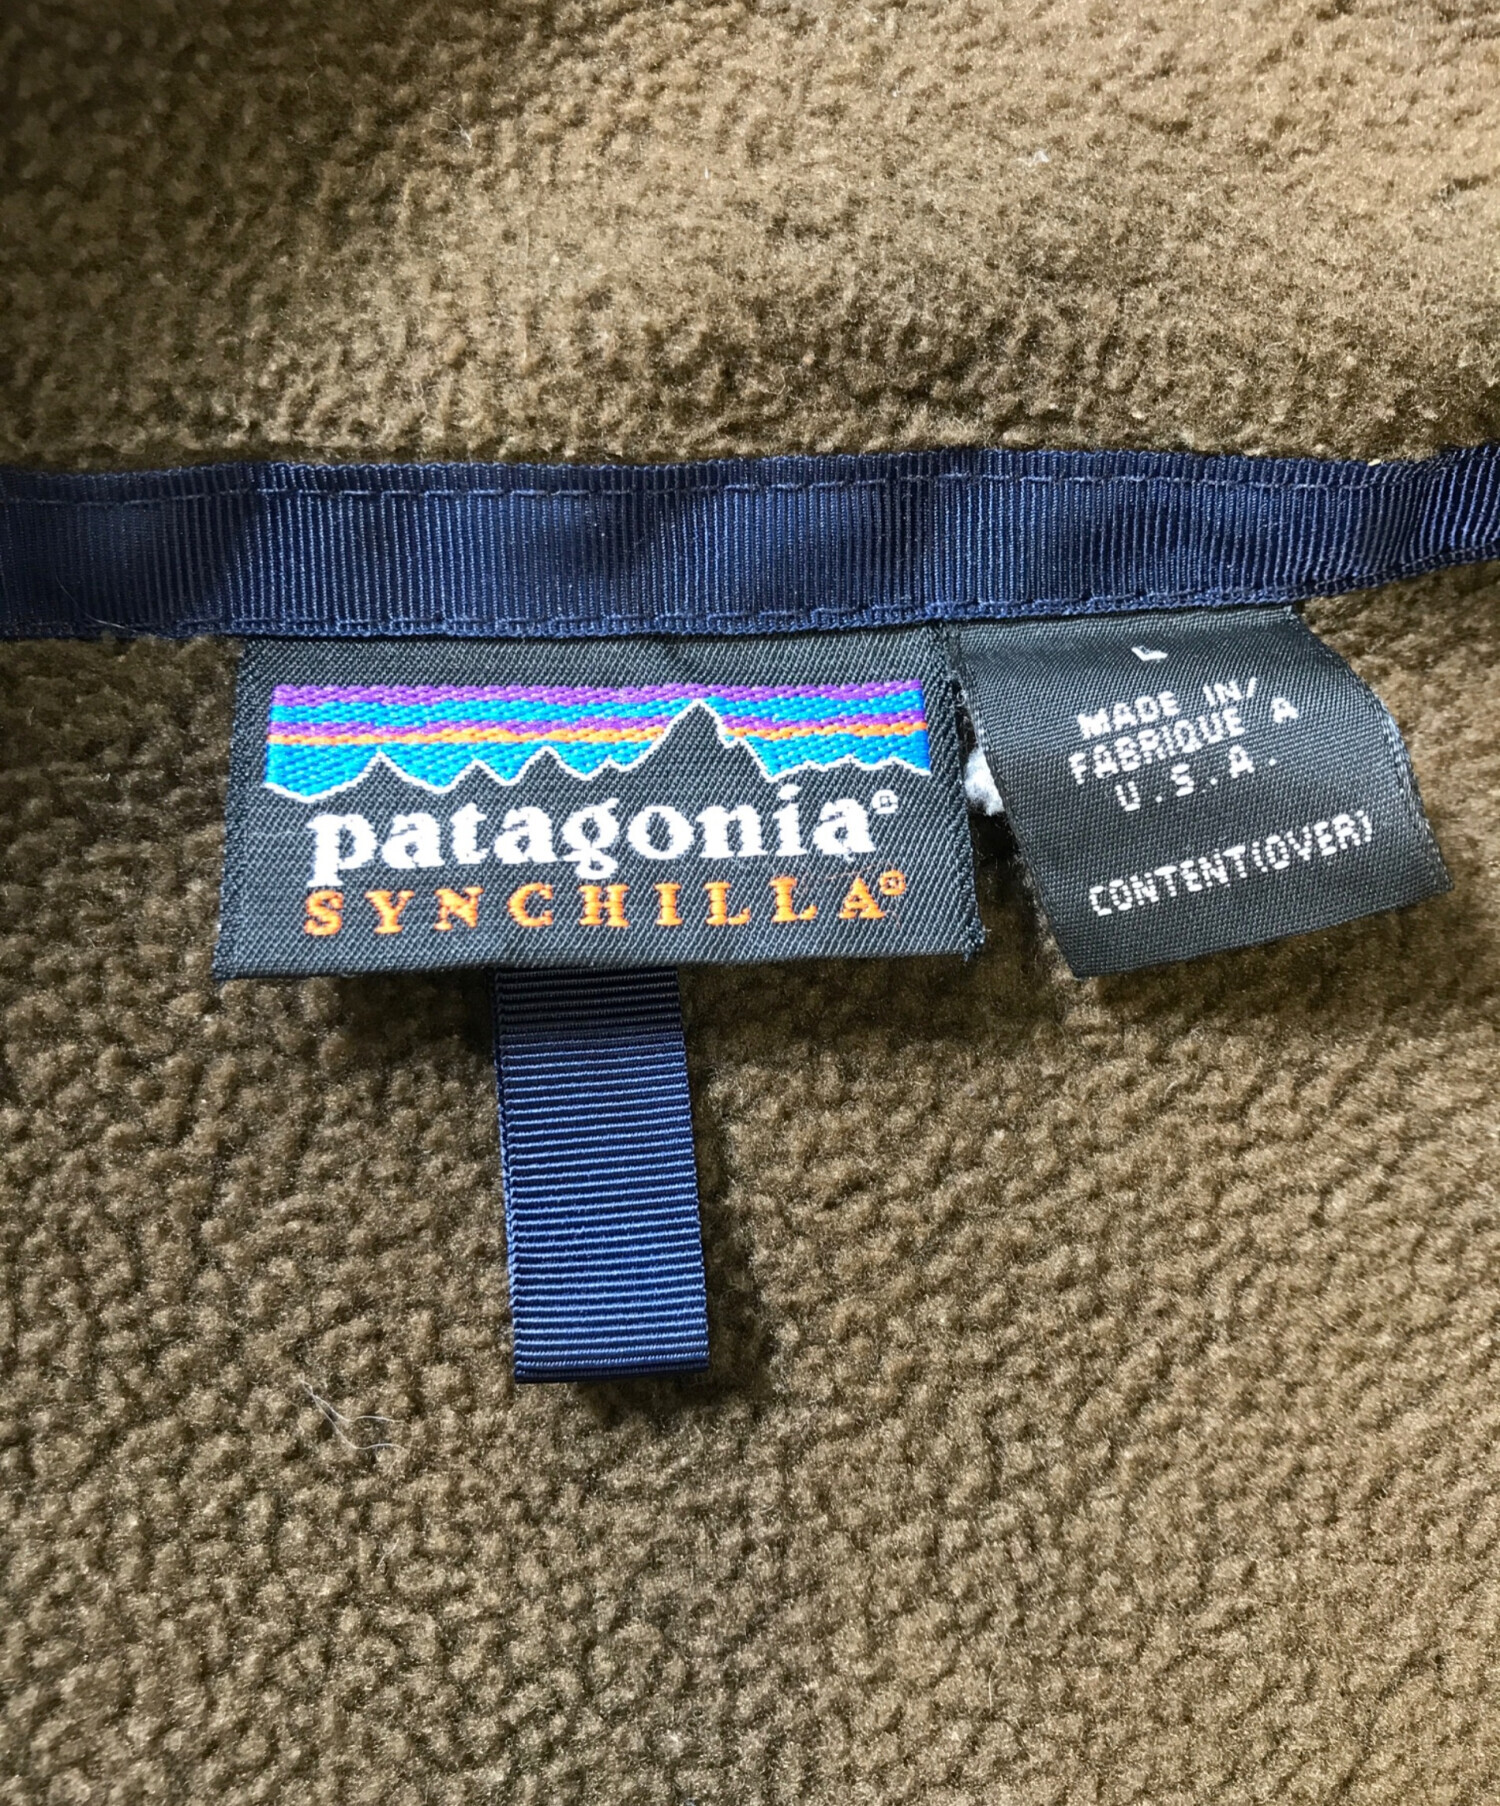 patagonia®
SYNCHILLA®
L
MADE IN/
FABRIQUE A
U.S.A.
CONTENT(OVER)